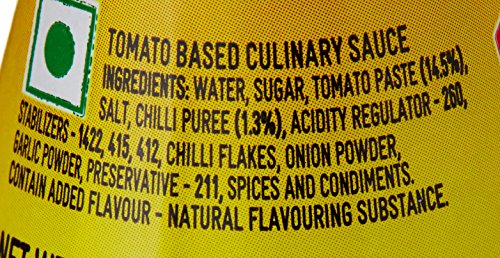 TOMATO BASED CULINARY SAUCE
INGREDIENTS: WATER, SUGAR, TOMATO PASTE (14.5%),
SALT, CHILLI PUREE (1.3%), ACIDITY REGULATOR - 260,
STABILIZERS - 1422, 415, 412, CHILLI FLAKES, ONION POWDER,
GARLIC POWDER, PRESERVATIVE - 211, SPICES AND CONDIMENTS.
CONTAIN ADDED FLAVOUR - NATURAL FLAVOURING SUBSTANCE.
NET